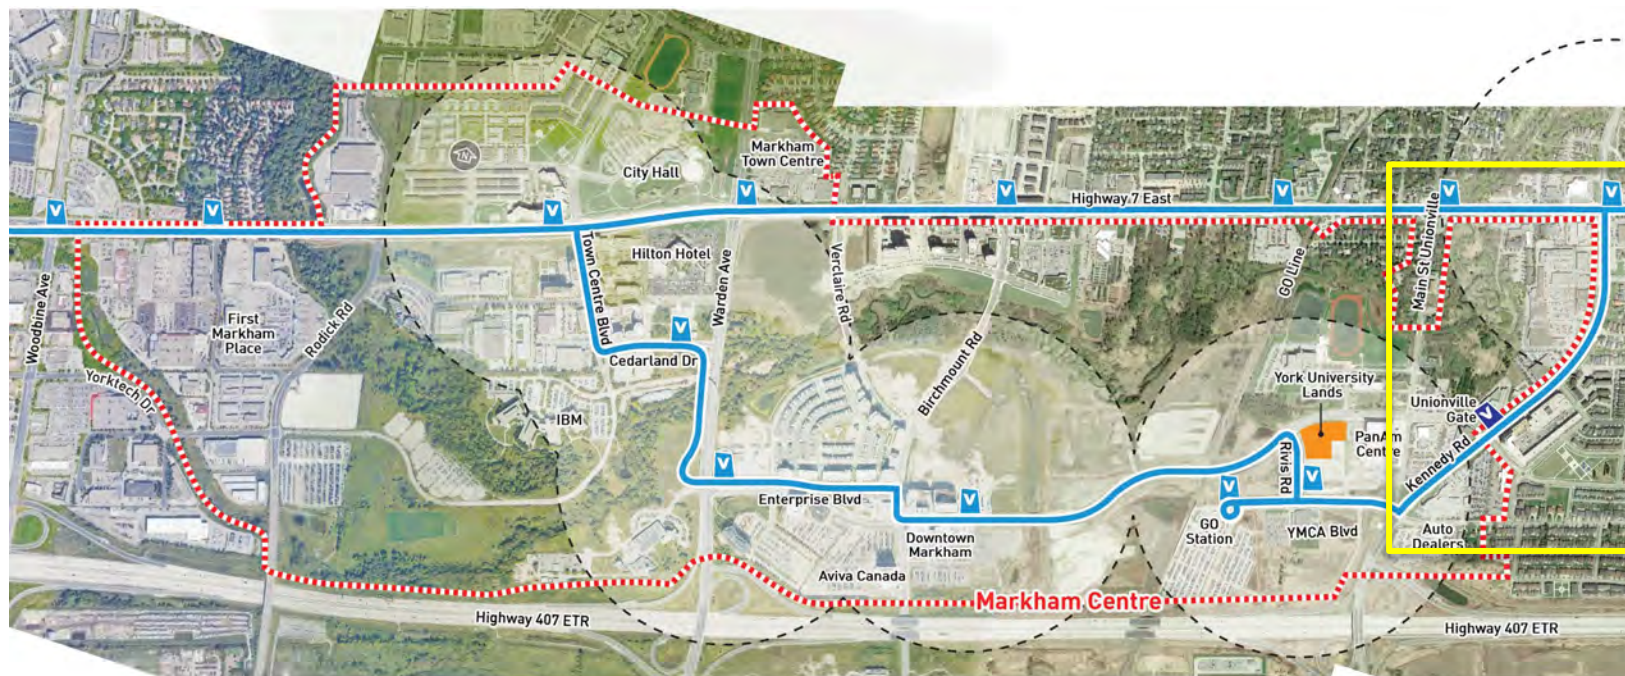 Markham
Town Centre
City Hall
Highway 7 East
Main St Unionville
Town Centre Blvd
Hilton Hotel
Warden Ave
Verclaire Rd
GO Line
Woodbine Ave
First
Markham
Place
Rodick Rd
Cedarland Dr
Birchmount Rd
Yorktech Dr
IBM
York University
Lands
Unionville
Gate
PanAm
Centre
Kennedy Rd
Rivis Rd
Enterprise Blvd
GO
Station
YMCA Blvd
Auto
Dealers
Downtown
Markham
Aviva Canada
Markham Centre
Highway 407 ETR
Highway 407 ETR
N
V
V
V
V
V
V
V
V
V
V
V
V
V
V